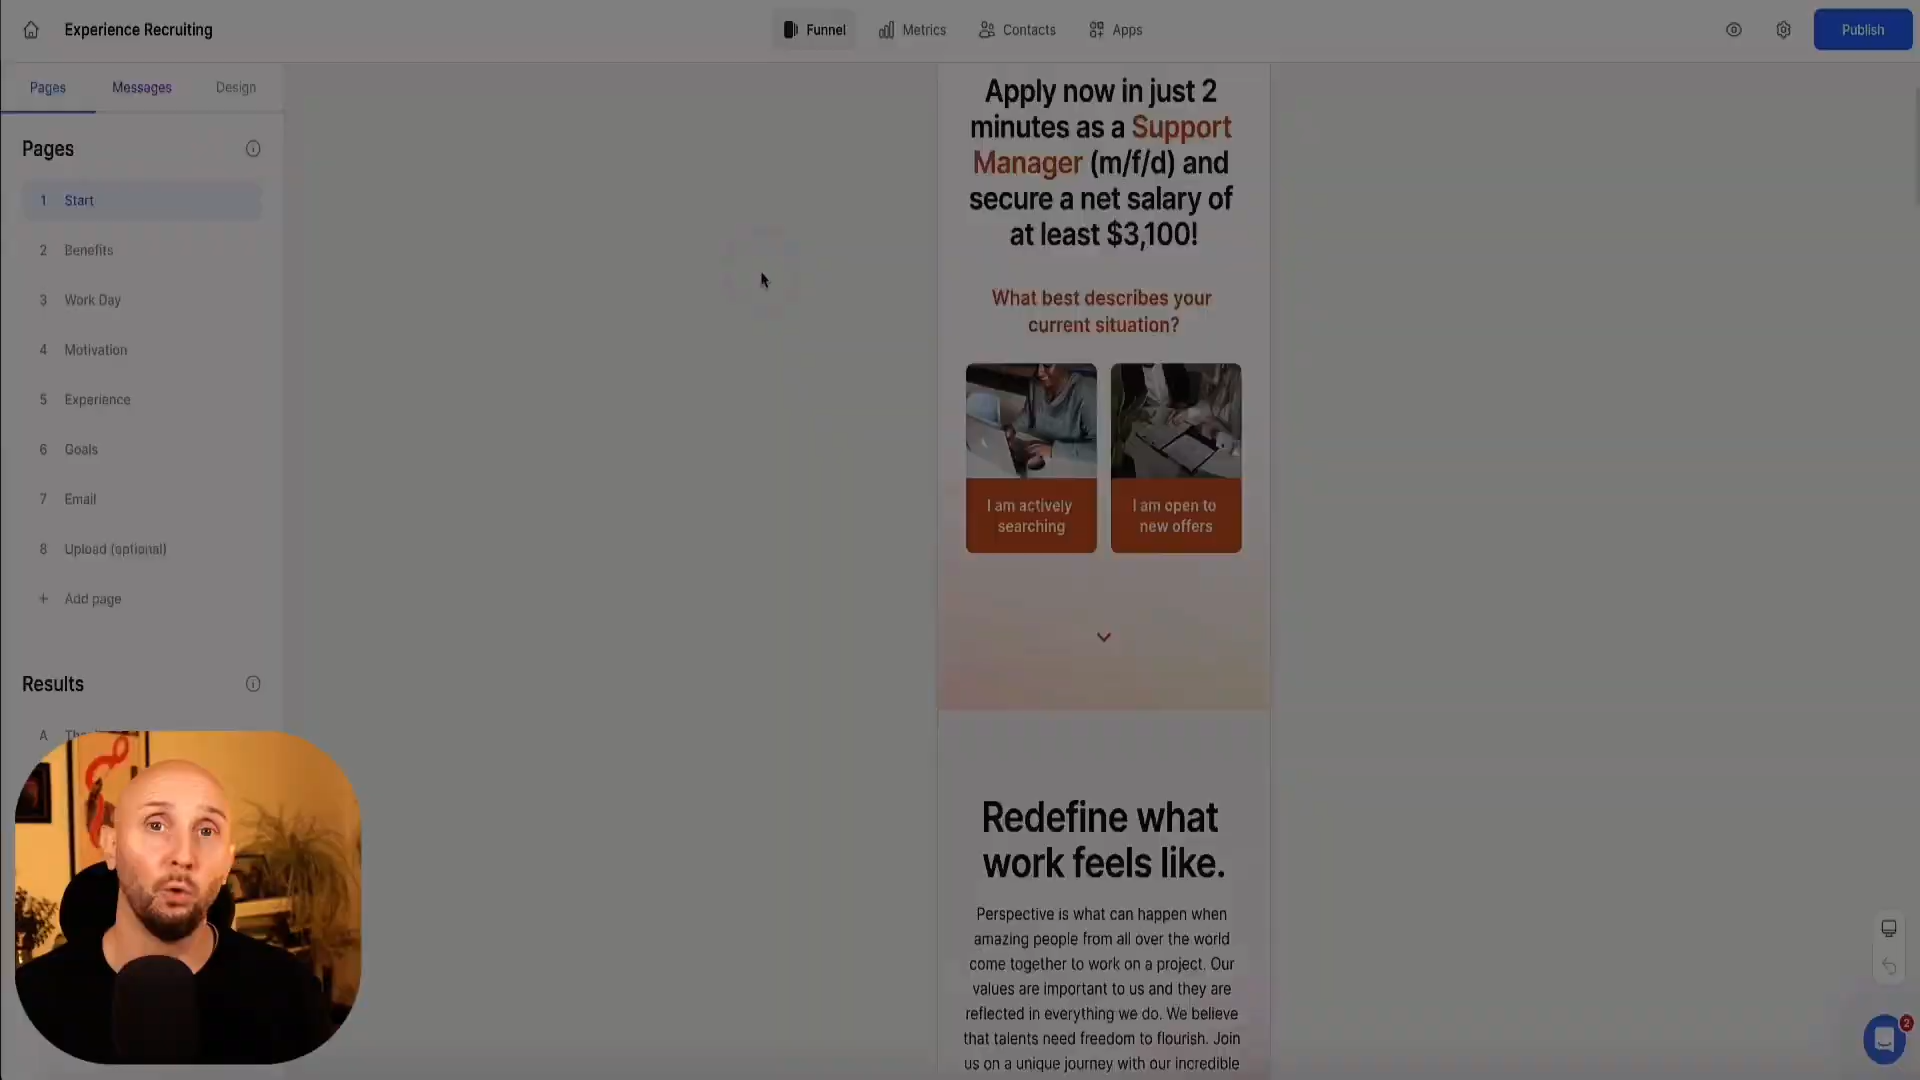 Experience Recruiting
Funnel
Metrics
Contacts
Apps
Publish
Pages
Messages
Design
Pages
1 Start
2 Benefits
3 Work Day
4 Motivation
5 Experience
6 Goals
7 Email
8 Upload (optional)
+ Add page
Results
A
Apply now in just 2
minutes as a Support
Manager (m/f/d) and
secure a net salary of
at least $3,100!
What best describes your
current situation?
I am actively
searching
I am open to
new offers
Redefine what
work feels like.
Perspective is what can happen when
amazing people from all over the world
come together to work on a project. Our
values are important to us and they are
reflected in everything we do. We believe
that talents need freedom to flourish. Join
us on a unique journey with our incredible
2